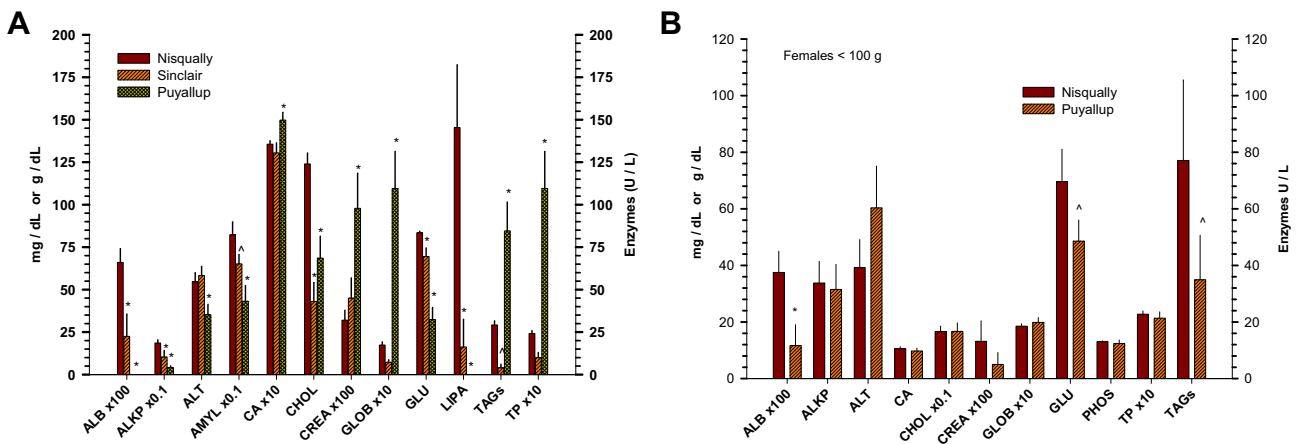 A
Nisqually
Sinclair
Puyallup
mg / dL or g / dL
200
175
150
125
100
75
50
25
0
* * * * * ^ * * * * * * * * * * * * ^ * *
200
175
150
125
100
75
50
25
0
Enzymes (U / L)
ALB x100
ALKP x0.1
ALT
AMYL x0.1
CA x10
CHOL
CREA x100
GLOB x10
GLU
LIPA
TAGs
TP x10
B
Females < 100 g
Nisqually
Puyallup
mg / dL or g / dL
120
100
80
60
40
20
0
* ^ ^
120
100
80
60
40
20
0
Enzymes U / L
ALB x100
ALKP
ALT
CA
CHOL x0.1
CREA x100
GLOB x10
GLU
PHOS
TP x10
TAGs